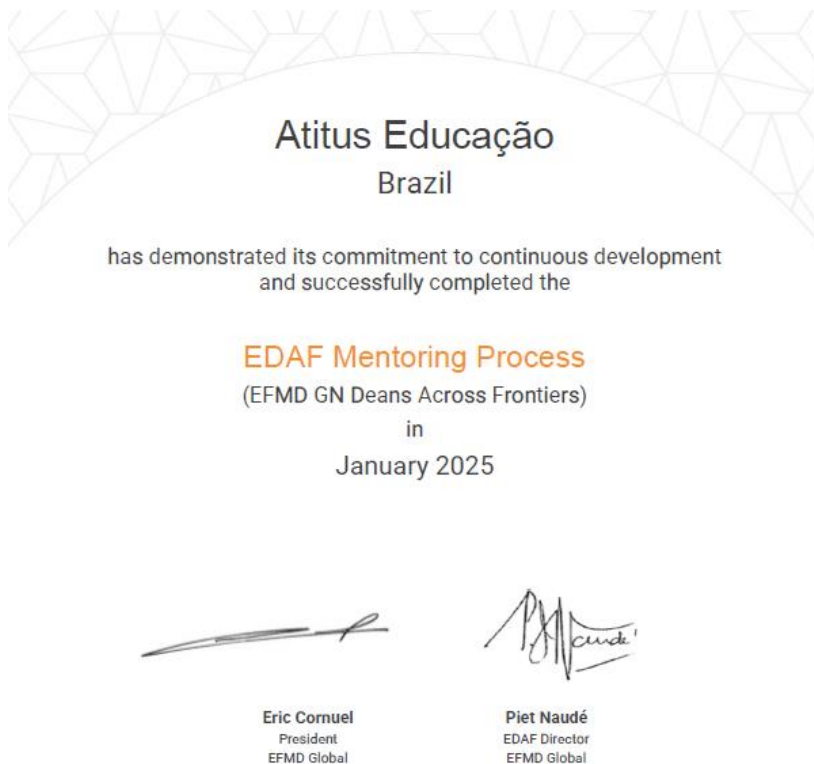 Atitus Educação
Brazil
has demonstrated its commitment to continuous development
and successfully completed the
EDAF Mentoring Process
(EFMD GN Deans Across Frontiers)
in
January 2025
Eric Cornuel
President
EFMD Global
Piet Naudé
EDAF Director
EFMD Global